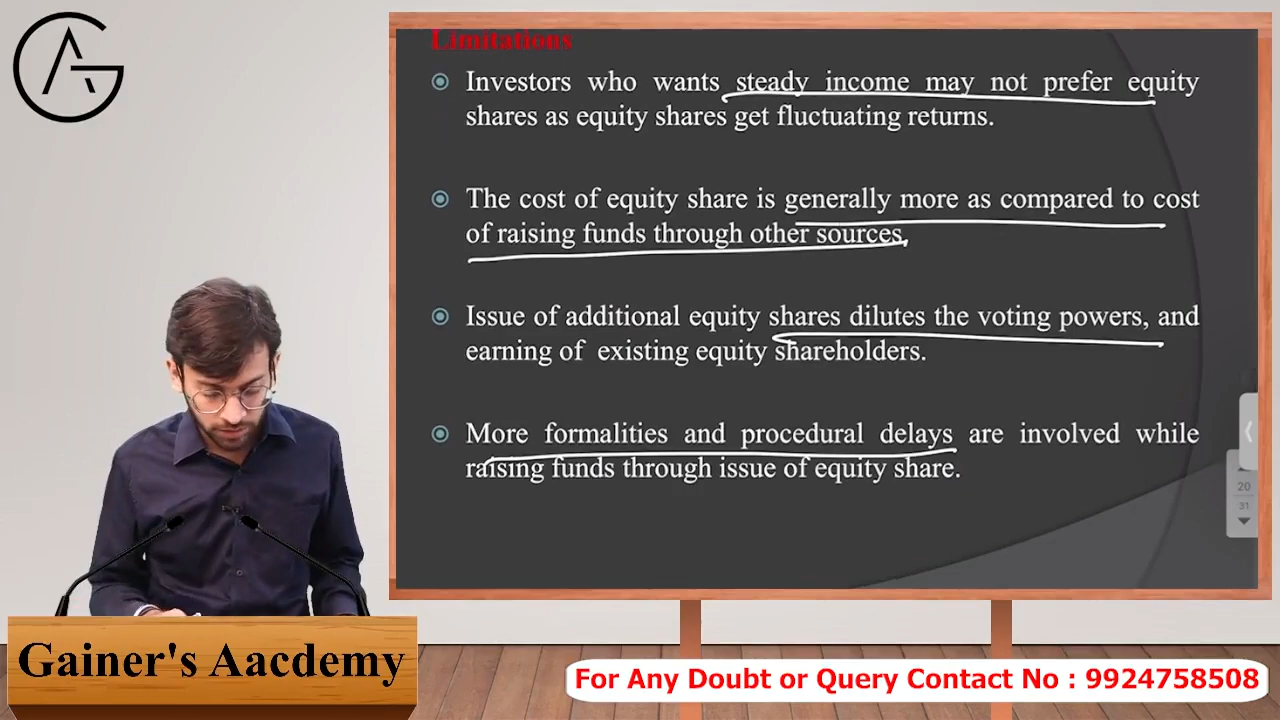 Limitations
Investors who wants steady income may not prefer equity
shares as equity shares get fluctuating returns.
The cost of equity share is generally more as compared to cost
of raising funds through other sources.
Issue of additional equity shares dilutes the voting powers, and
earning of existing equity shareholders.
More formalities and procedural delays are involved while
raising funds through issue of equity share.
20
31
Gainer's Aacdemy
For Any Doubt or Query Contact No : 9924758508